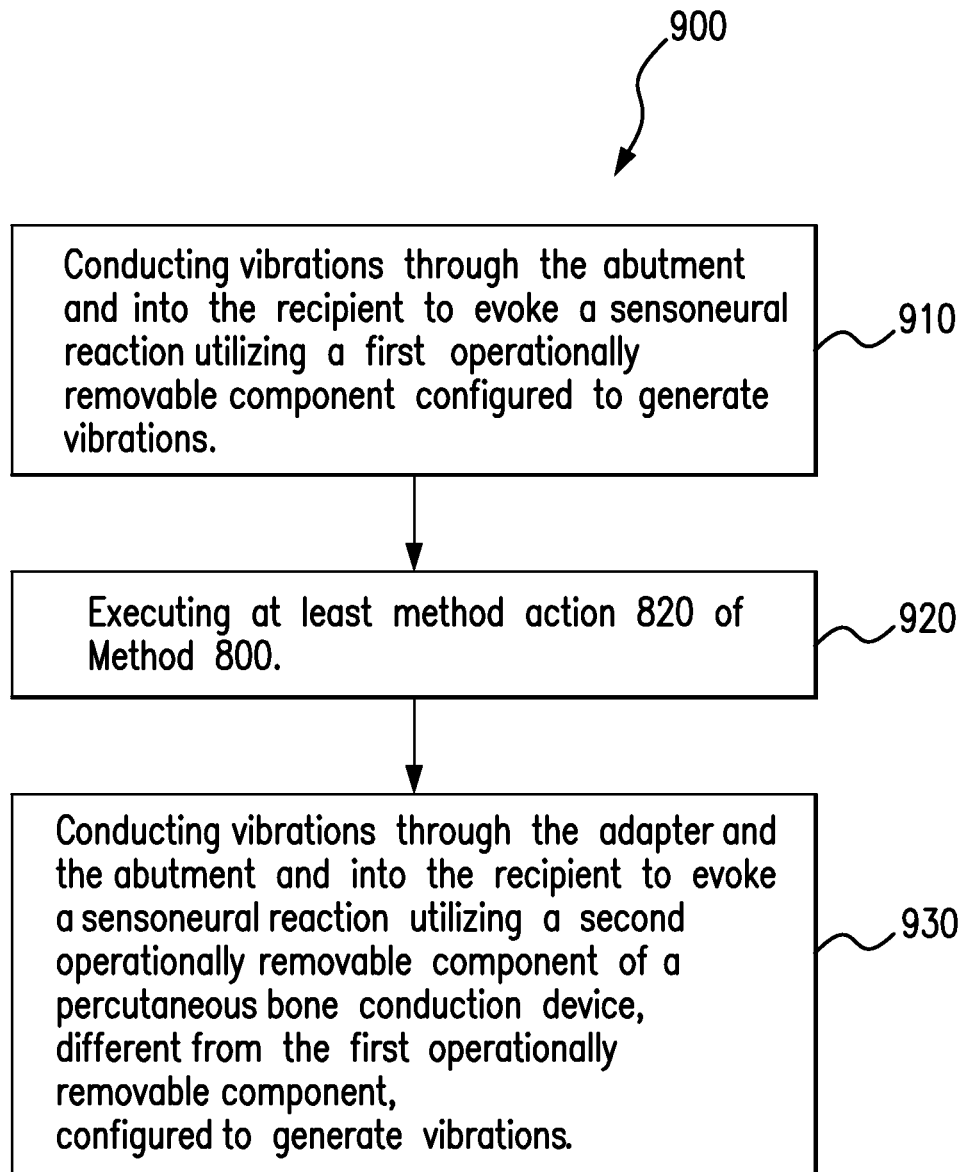 900
Conducting vibrations through the abutment
and into the recipient to evoke a sensoneural
reaction utilizing a first operationally
removable component configured to generate
vibrations.
910
Executing at least method action 820 of
Method 800.
920
Conducting vibrations through the adapter and
the abutment and into the recipient to evoke
a sensoneural reaction utilizing a second
operationally removable component of a
percutaneous bone conduction device,
different from the first operationally
removable component,
configured to generate vibrations.
930